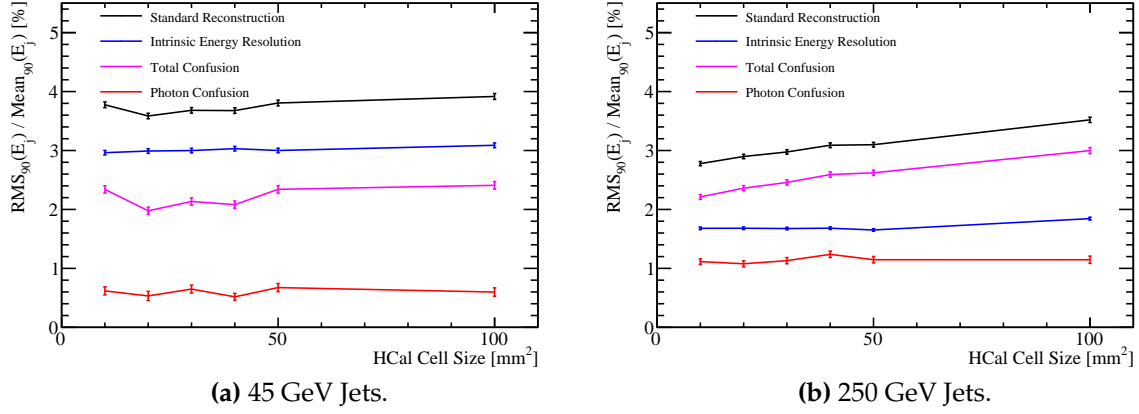 RMS90(Ej) / Mean90(Ej) [%]
5
4
3
2
1
0
Standard Reconstruction
Intrinsic Energy Resolution
Total Confusion
Photon Confusion
0 50 100
HCal Cell Size [mm²]
(a) 45 GeV Jets.
RMS90(Ej) / Mean90(Ej) [%]
5
4
3
2
1
0
Standard Reconstruction
Intrinsic Energy Resolution
Total Confusion
Photon Confusion
0 50 100
HCal Cell Size [mm²]
(b) 250 GeV Jets.